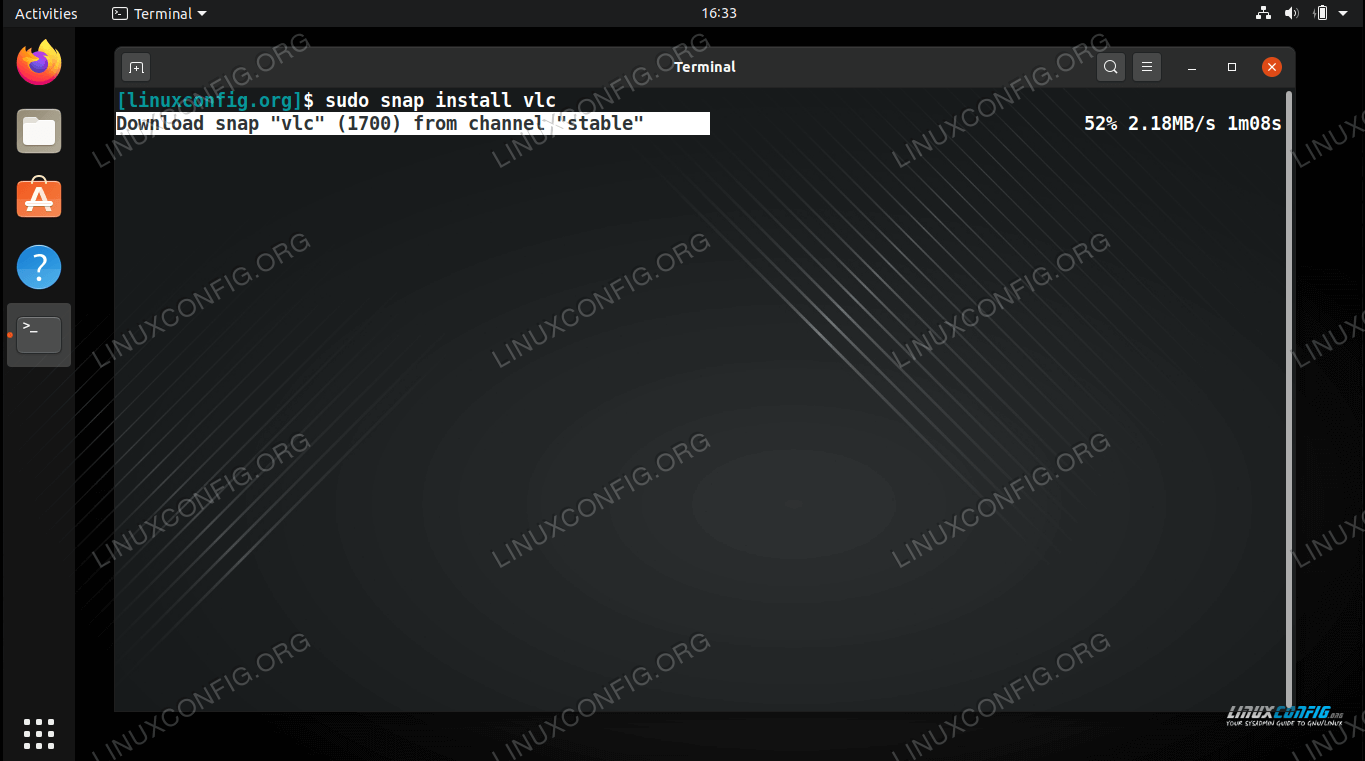 Activities Terminal 16:33
Terminal
[linuxconfig.org]$ sudo snap install vlc
Download snap "vlc" (1700) from channel "stable" 52% 2.18MB/s 1m08s
>_
LINUXCONFIG.ORG LINUXCONFIG.ORG LINUXCONFIG.ORG
LINUXCONFIG.ORG LINUXCONFIG.ORG LINUXCONFIG.ORG
LINUXCONFIG.ORG LINUXCONFIG.ORG LINUXCONFIG.ORG
LINUXCONFIG.ORG LINUXCONFIG.ORG LINUXCONFIG.ORG
LINUXCONFIG.ORG
YOUR SYSADMIN GUIDE TO GNU/LINUX